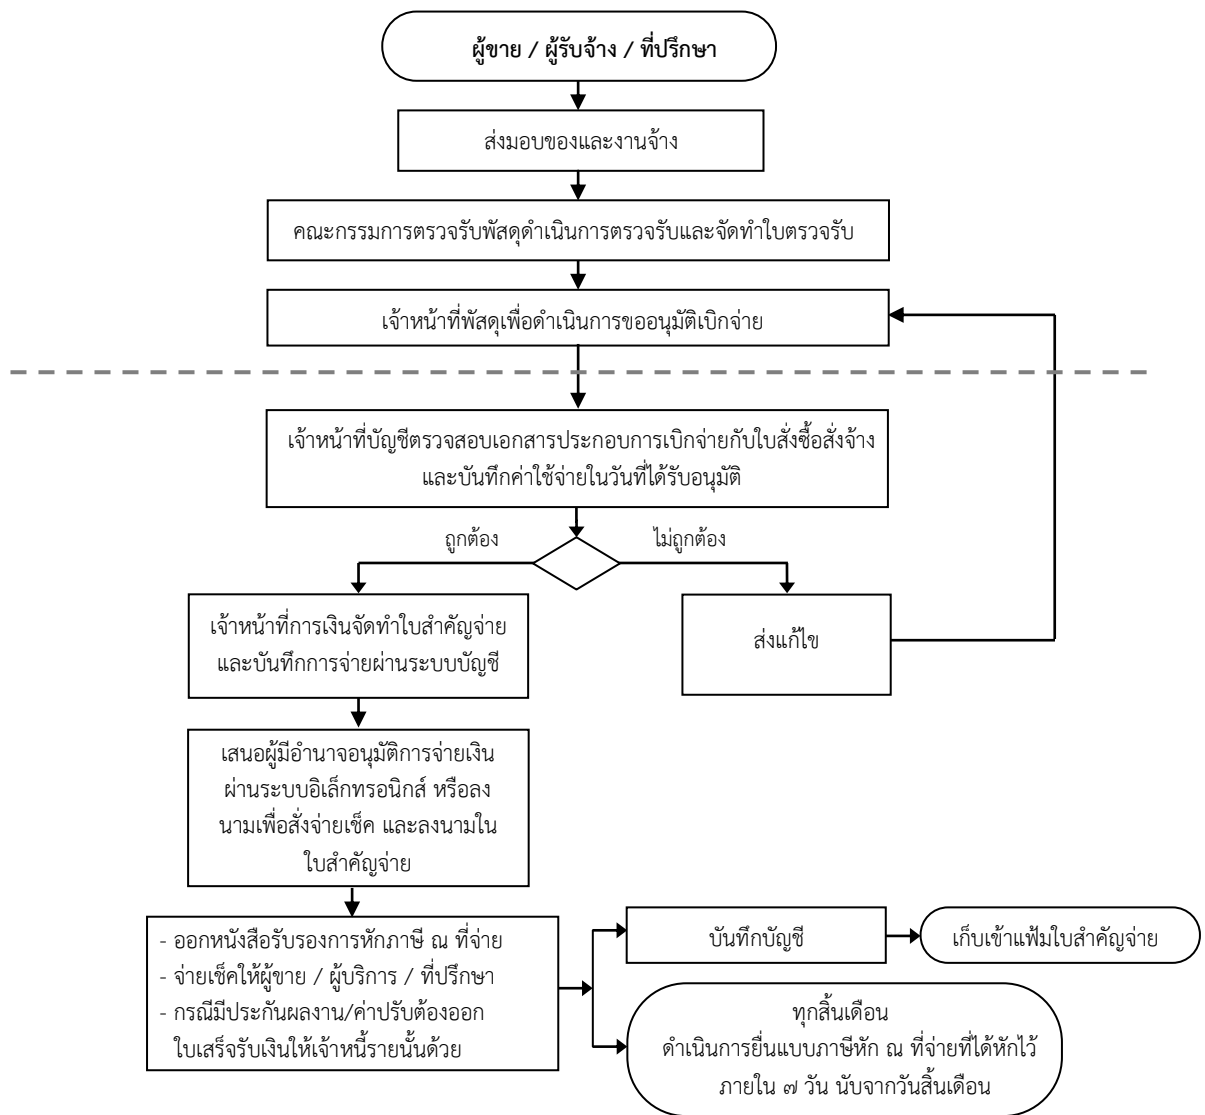 ผู้ขาย / ผู้รับจ้าง / ที่ปรึกษา
ส่งมอบของและงานจ้าง
คณะกรรมการตรวจรับพัสดุดำเนินการตรวจรับและจัดทำใบตรวจรับ
เจ้าหน้าที่พัสดุเพื่อดำเนินการขออนุมัติเบิกจ่าย
เจ้าหน้าที่บัญชีตรวจสอบเอกสารประกอบการเบิกจ่ายกับใบสั่งซื้อสั่งจ้าง
และบันทึกค่าใช้จ่ายในวันที่ได้รับอนุมัติ
ถูกต้อง
ไม่ถูกต้อง
เจ้าหน้าที่การเงินจัดทำใบสำคัญจ่าย
และบันทึกการจ่ายผ่านระบบบัญชี
ส่งแก้ไข
เสนอผู้มีอำนาจอนุมัติการจ่ายเงิน
ผ่านระบบอิเล็กทรอนิกส์ หรือลง
นามเพื่อสั่งจ่ายเช็ค และลงนามใน
ใบสำคัญจ่าย
- ออกหนังสือรับรองการหักภาษี ณ ที่จ่าย
- จ่ายเช็คให้ผู้ขาย / ผู้บริการ / ที่ปรึกษา
- กรณีมีประกันผลงาน/ค่าปรับต้องออก
ใบเสร็จรับเงินให้เจ้าหนี้รายนั้นด้วย
บันทึกบัญชี
เก็บเข้าแฟ้มใบสำคัญจ่าย
ทุกสิ้นเดือน
ดำเนินการยื่นแบบภาษีหัก ณ ที่จ่ายที่ได้หักไว้
ภายใน ๗ วัน นับจากวันสิ้นเดือน